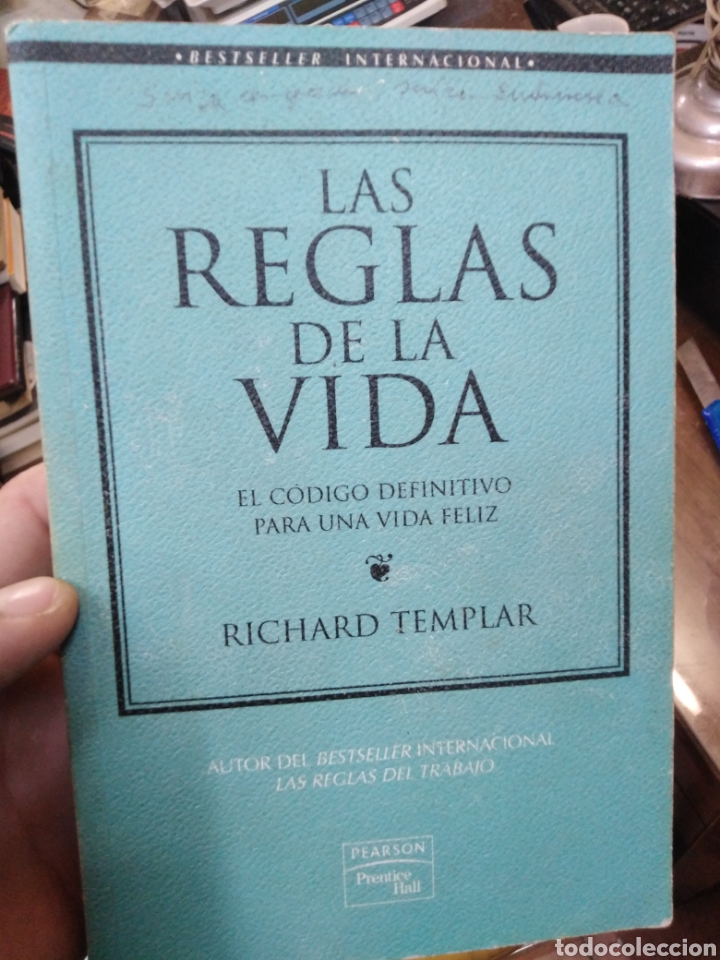 • BESTSELLER INTERNACIONAL •
LAS
REGLAS
DE LA
VIDA
EL CÓDIGO DEFINITIVO
PARA UNA VIDA FELIZ
RICHARD TEMPLAR
AUTOR DEL BESTSELLER INTERNACIONAL
LAS REGLAS DEL TRABAJO
PEARSON
Prentice
Hall
todocoleccion